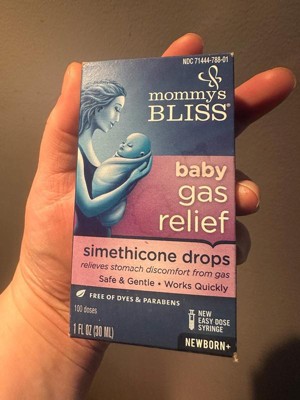 NDC 71444-788-01
mommys
BLISS®
baby
gas
relief
simethicone drops
relieves stomach discomfort from gas
Safe & Gentle • Works Quickly
FREE OF DYES & PARABENS
100 doses
1 FL OZ (30 ML)
NEW
EASY DOSE
SYRINGE
NEWBORN+